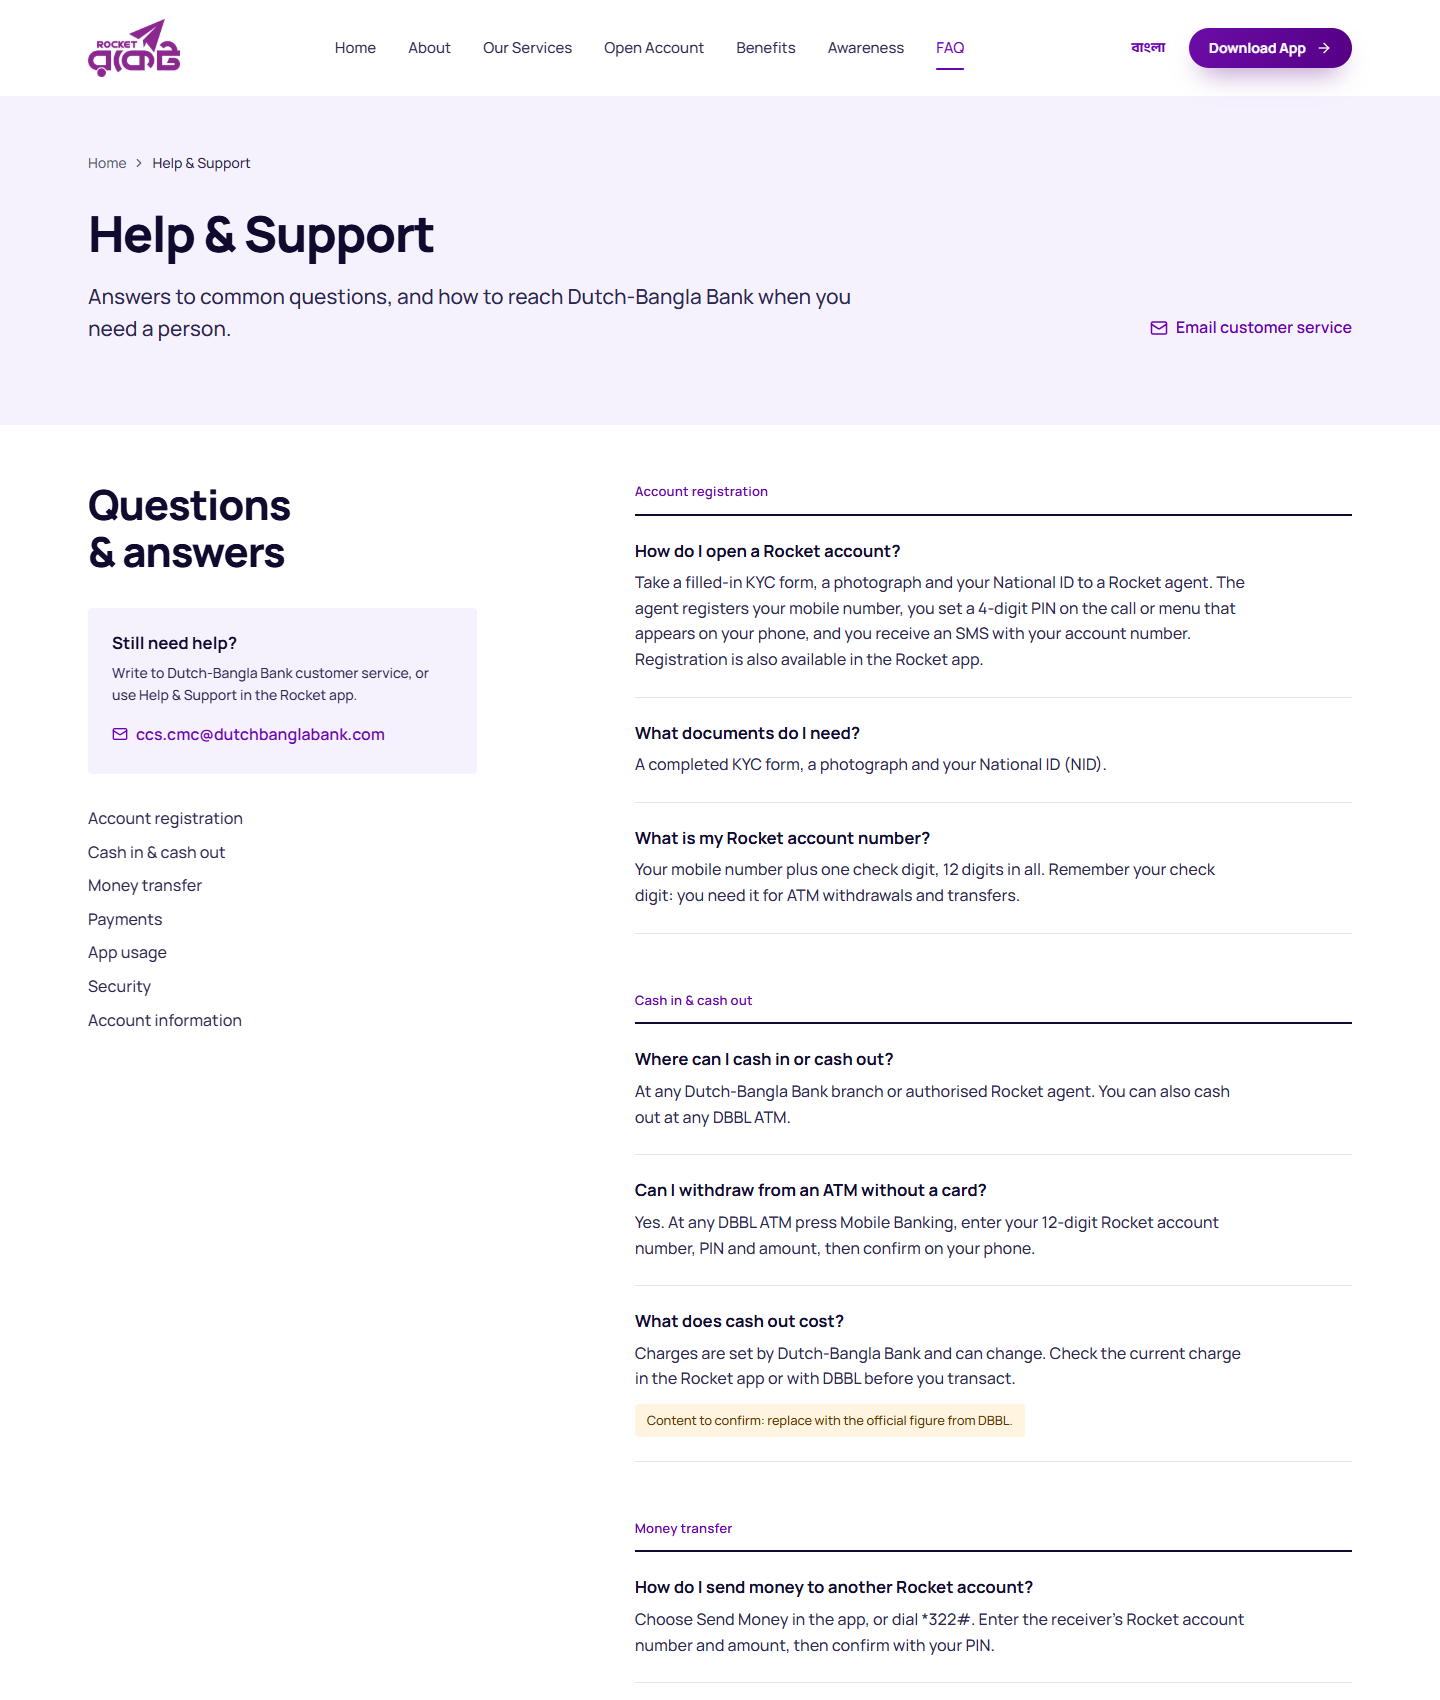 ROCKET
রকেট
Home
About
Our Services
Open Account
Benefits
Awareness
FAQ
বাংলা
Download App
Home
Help & Support
Help & Support
Answers to common questions, and how to reach Dutch-Bangla Bank when you
need a person.
Email customer service
Questions
& answers
Still need help?
Write to Dutch-Bangla Bank customer service, or
use Help & Support in the Rocket app.
ccs.cmc@dutchbanglabank.com
Account registration
Cash in & cash out
Money transfer
Payments
App usage
Security
Account information
Account registration
How do I open a Rocket account?
Take a filled-in KYC form, a photograph and your National ID to a Rocket agent. The
agent registers your mobile number, you set a 4-digit PIN on the call or menu that
appears on your phone, and you receive an SMS with your account number.
Registration is also available in the Rocket app.
What documents do I need?
A completed KYC form, a photograph and your National ID (NID).
What is my Rocket account number?
Your mobile number plus one check digit, 12 digits in all. Remember your check
digit: you need it for ATM withdrawals and transfers.
Cash in & cash out
Where can I cash in or cash out?
At any Dutch-Bangla Bank branch or authorised Rocket agent. You can also cash
out at any DBBL ATM.
Can I withdraw from an ATM without a card?
Yes. At any DBBL ATM press Mobile Banking, enter your 12-digit Rocket account
number, PIN and amount, then confirm on your phone.
What does cash out cost?
Charges are set by Dutch-Bangla Bank and can change. Check the current charge
in the Rocket app or with DBBL before you transact.
Content to confirm: replace with the official figure from DBBL.
Money transfer
How do I send money to another Rocket account?
Choose Send Money in the app, or dial *322#. Enter the receiver’s Rocket account
number and amount, then confirm with your PIN.